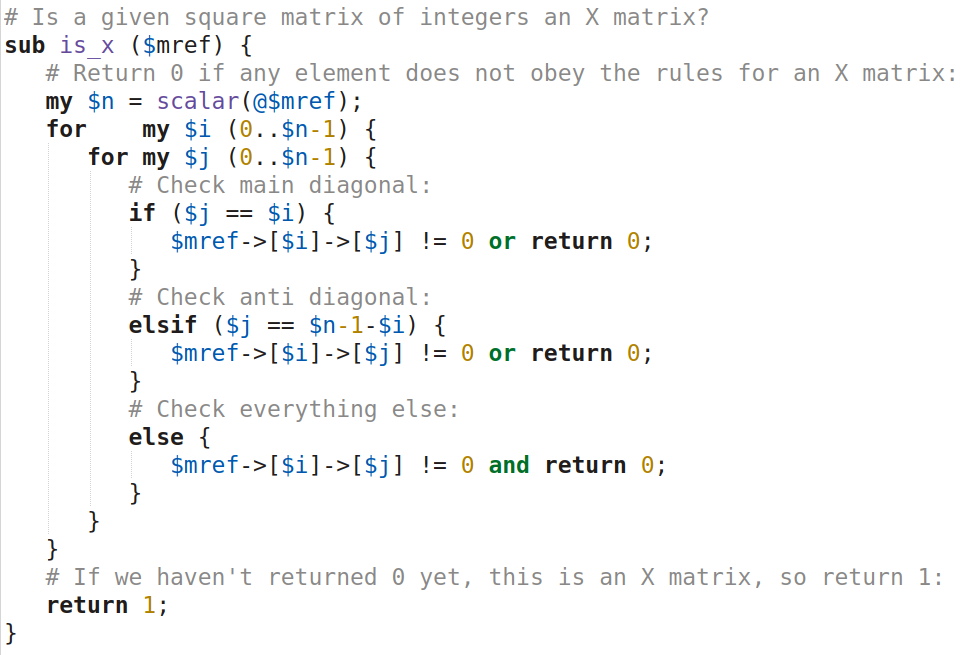 # Is a given square matrix of integers an X matrix?
sub is_x ($mref) {
   # Return 0 if any element does not obey the rules for an X matrix:
   my $n = scalar(@$mref);
   for    my $i (0..$n-1) {
      for my $j (0..$n-1) {
         # Check main diagonal:
         if ($j == $i) {
            $mref->[$i]->[$j] != 0 or return 0;
         }
         # Check anti diagonal:
         elsif ($j == $n-1-$i) {
            $mref->[$i]->[$j] != 0 or return 0;
         }
         # Check everything else:
         else {
            $mref->[$i]->[$j] != 0 and return 0;
         }
      }
   }
   # If we haven't returned 0 yet, this is an X matrix, so return 1:
   return 1;
}